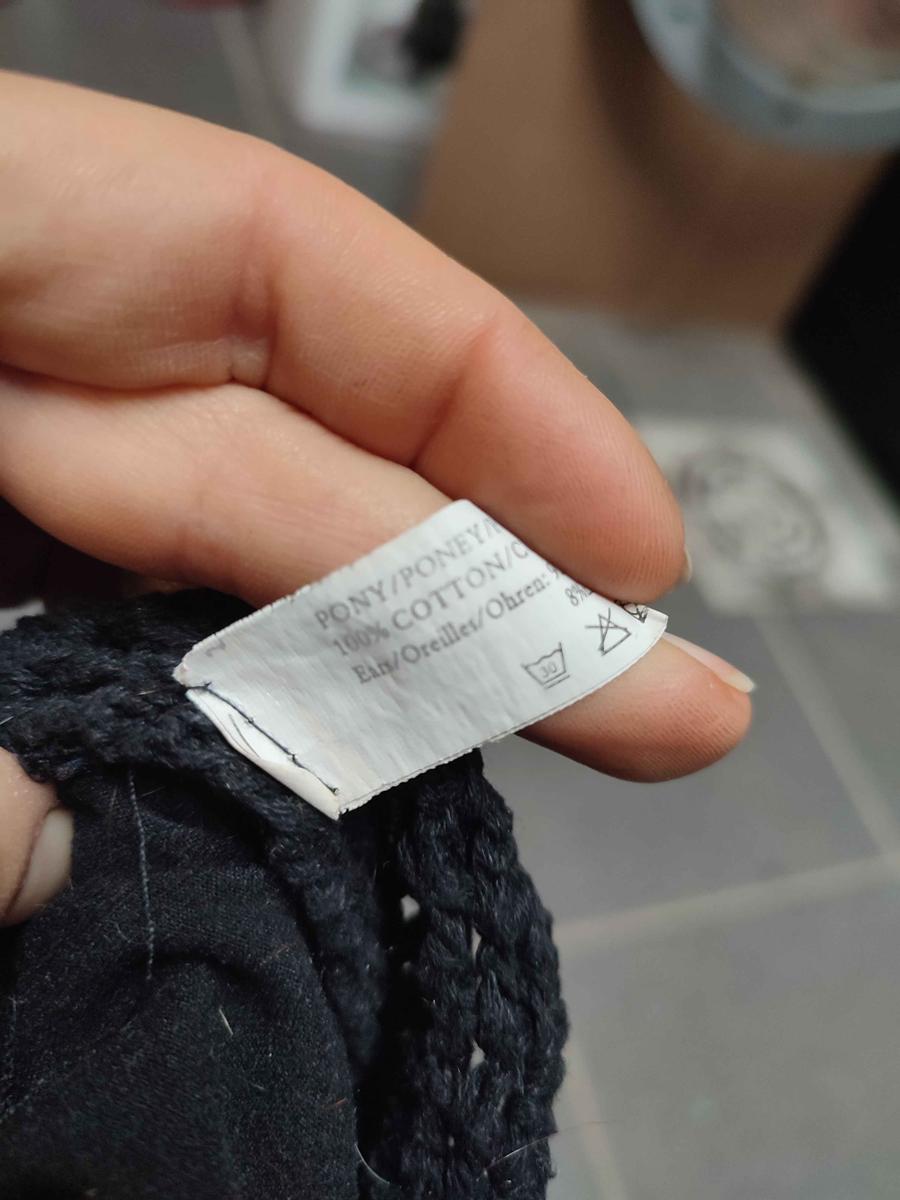 PONY/PONEY/
100% COTTON/
Ears/Oreilles/Ohren:
8%
30